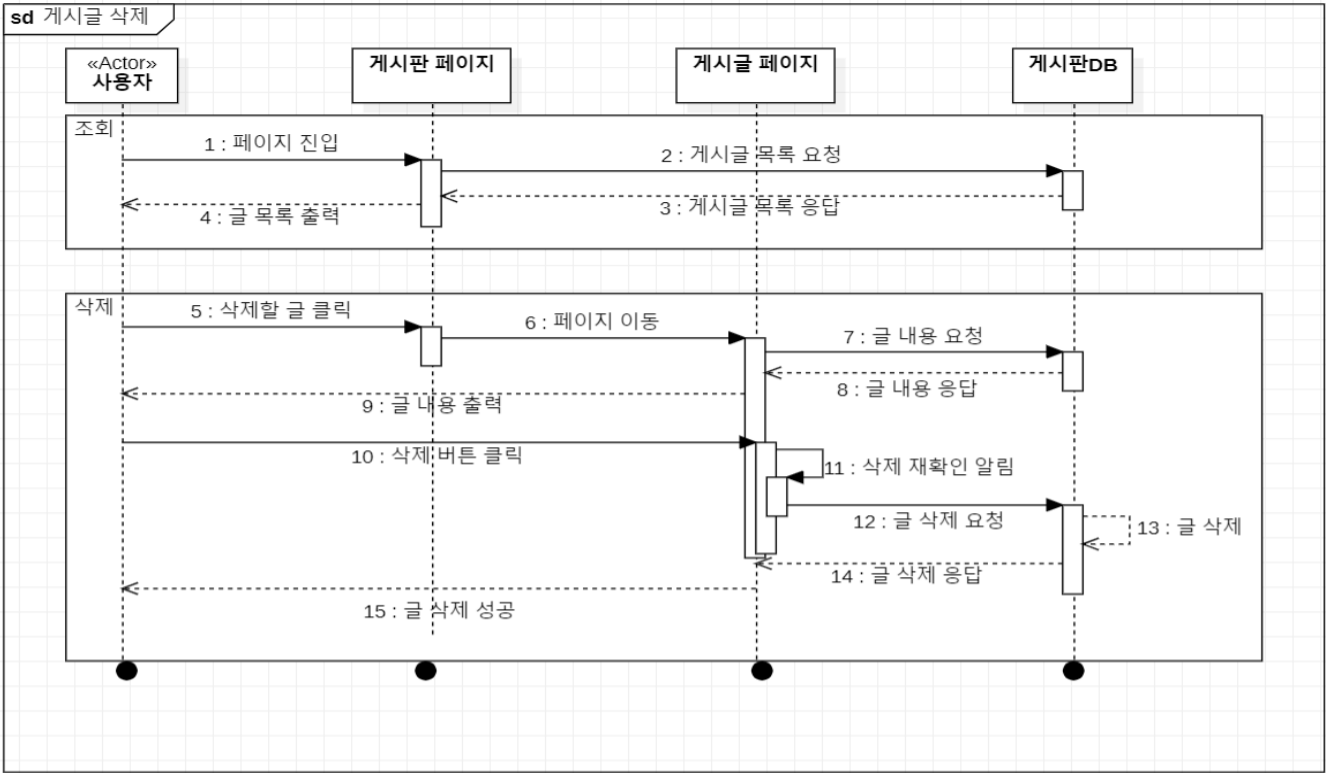 sd 게시글 삭제
«Actor»
사용자
게시판 페이지
게시글 페이지
게시판DB
조회
1 : 페이지 진입
2 : 게시글 목록 요청
3 : 게시글 목록 응답
4 : 글 목록 출력
삭제
5 : 삭제할 글 클릭
6 : 페이지 이동
7 : 글 내용 요청
8 : 글 내용 응답
9 : 글 내용 출력
10 : 삭제 버튼 클릭
11 : 삭제 재확인 알림
12 : 글 삭제 요청
13 : 글 삭제
14 : 글 삭제 응답
15 : 글 삭제 성공